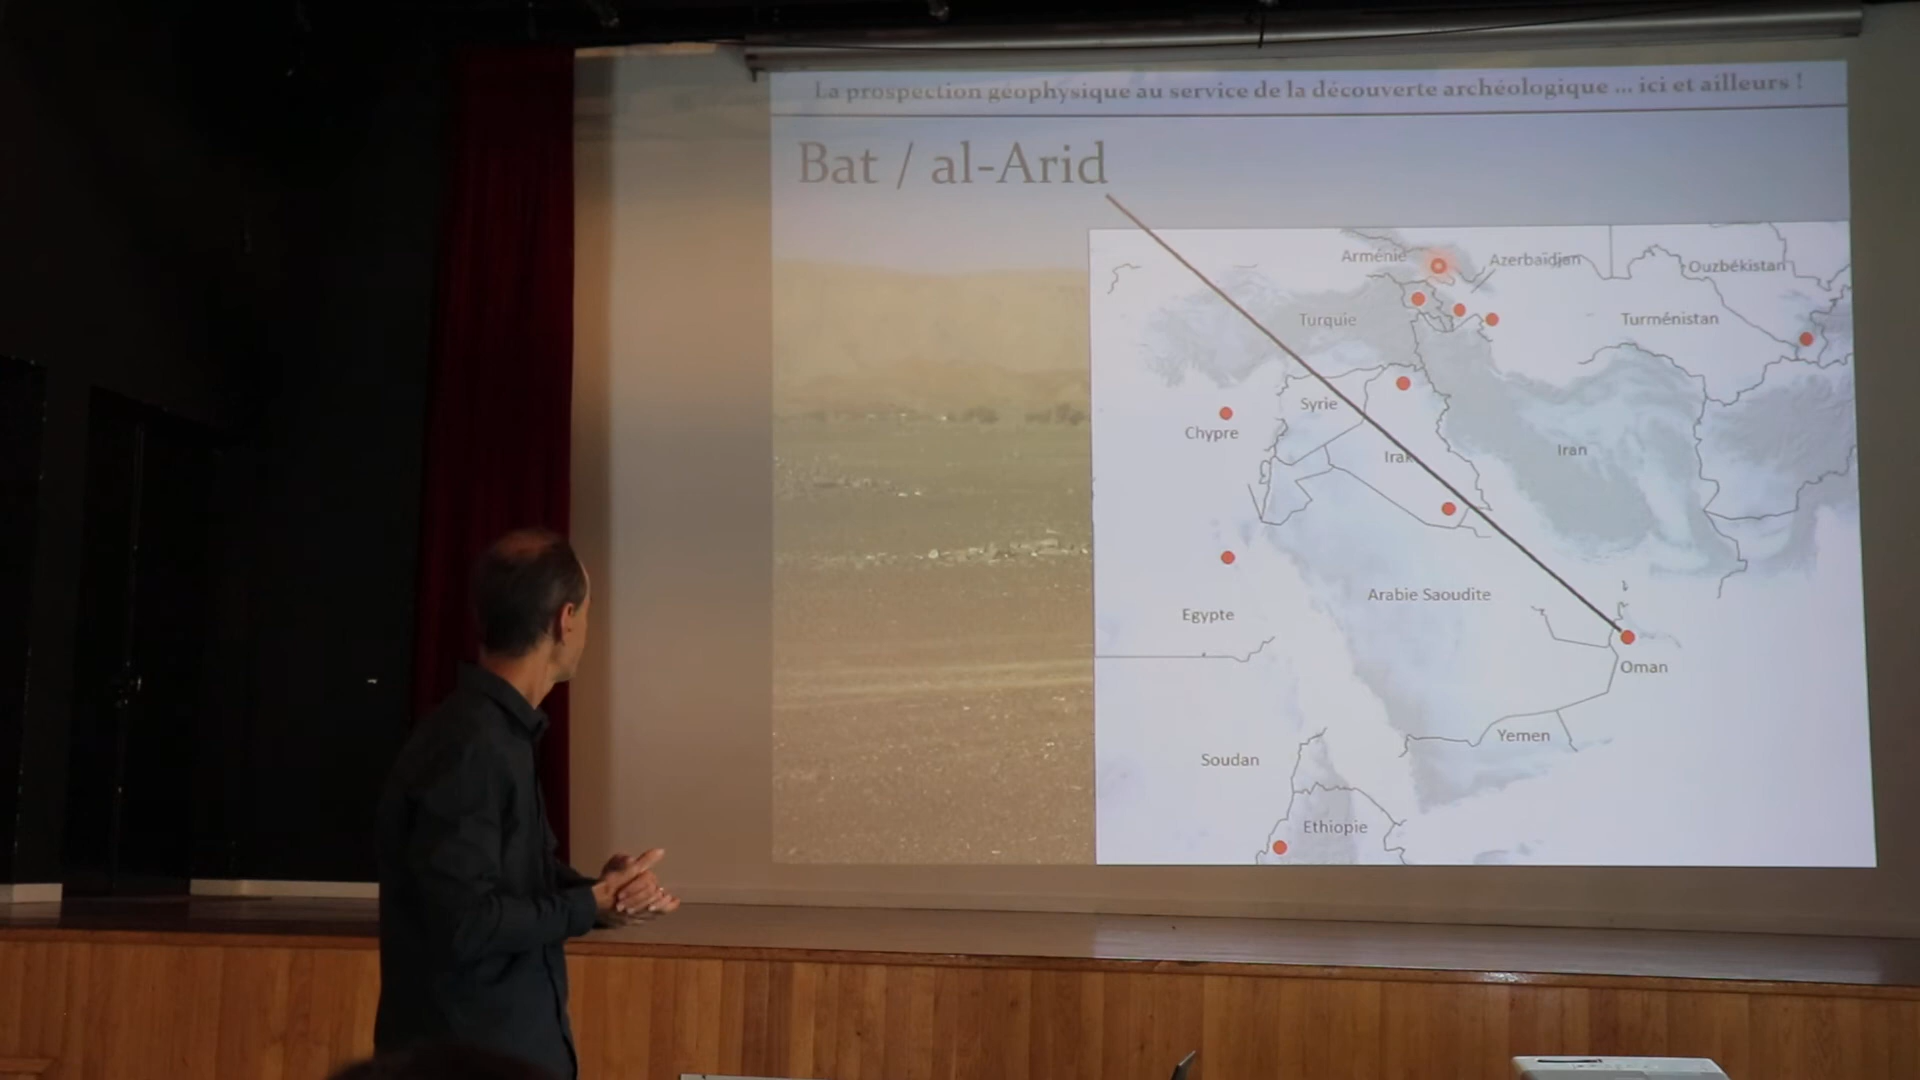 La prospection géophysique au service de la découverte archéologique ... ici et ailleurs !
Bat / al-Arid
Arménie
Azerbaïdjan
Ouzbékistan
Turquie
Turménistan
Syrie
Chypre
Irak
Iran
Arabie Saoudite
Egypte
Oman
Yemen
Soudan
Ethiopie